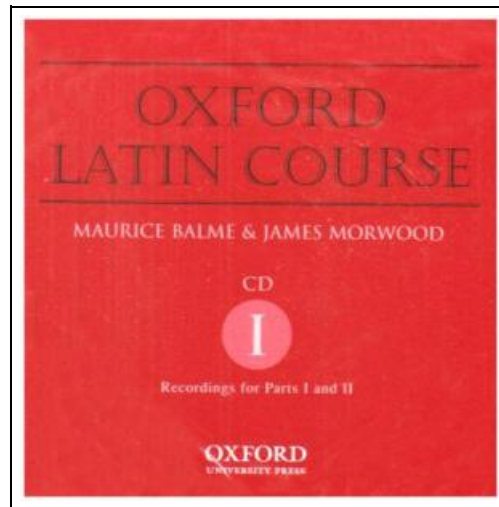 OXFORD
LATIN COURSE
MAURICE BALME & JAMES MORWOOD
CD
I
Recordings for Parts I and II
OXFORD
UNIVERSITY PRESS